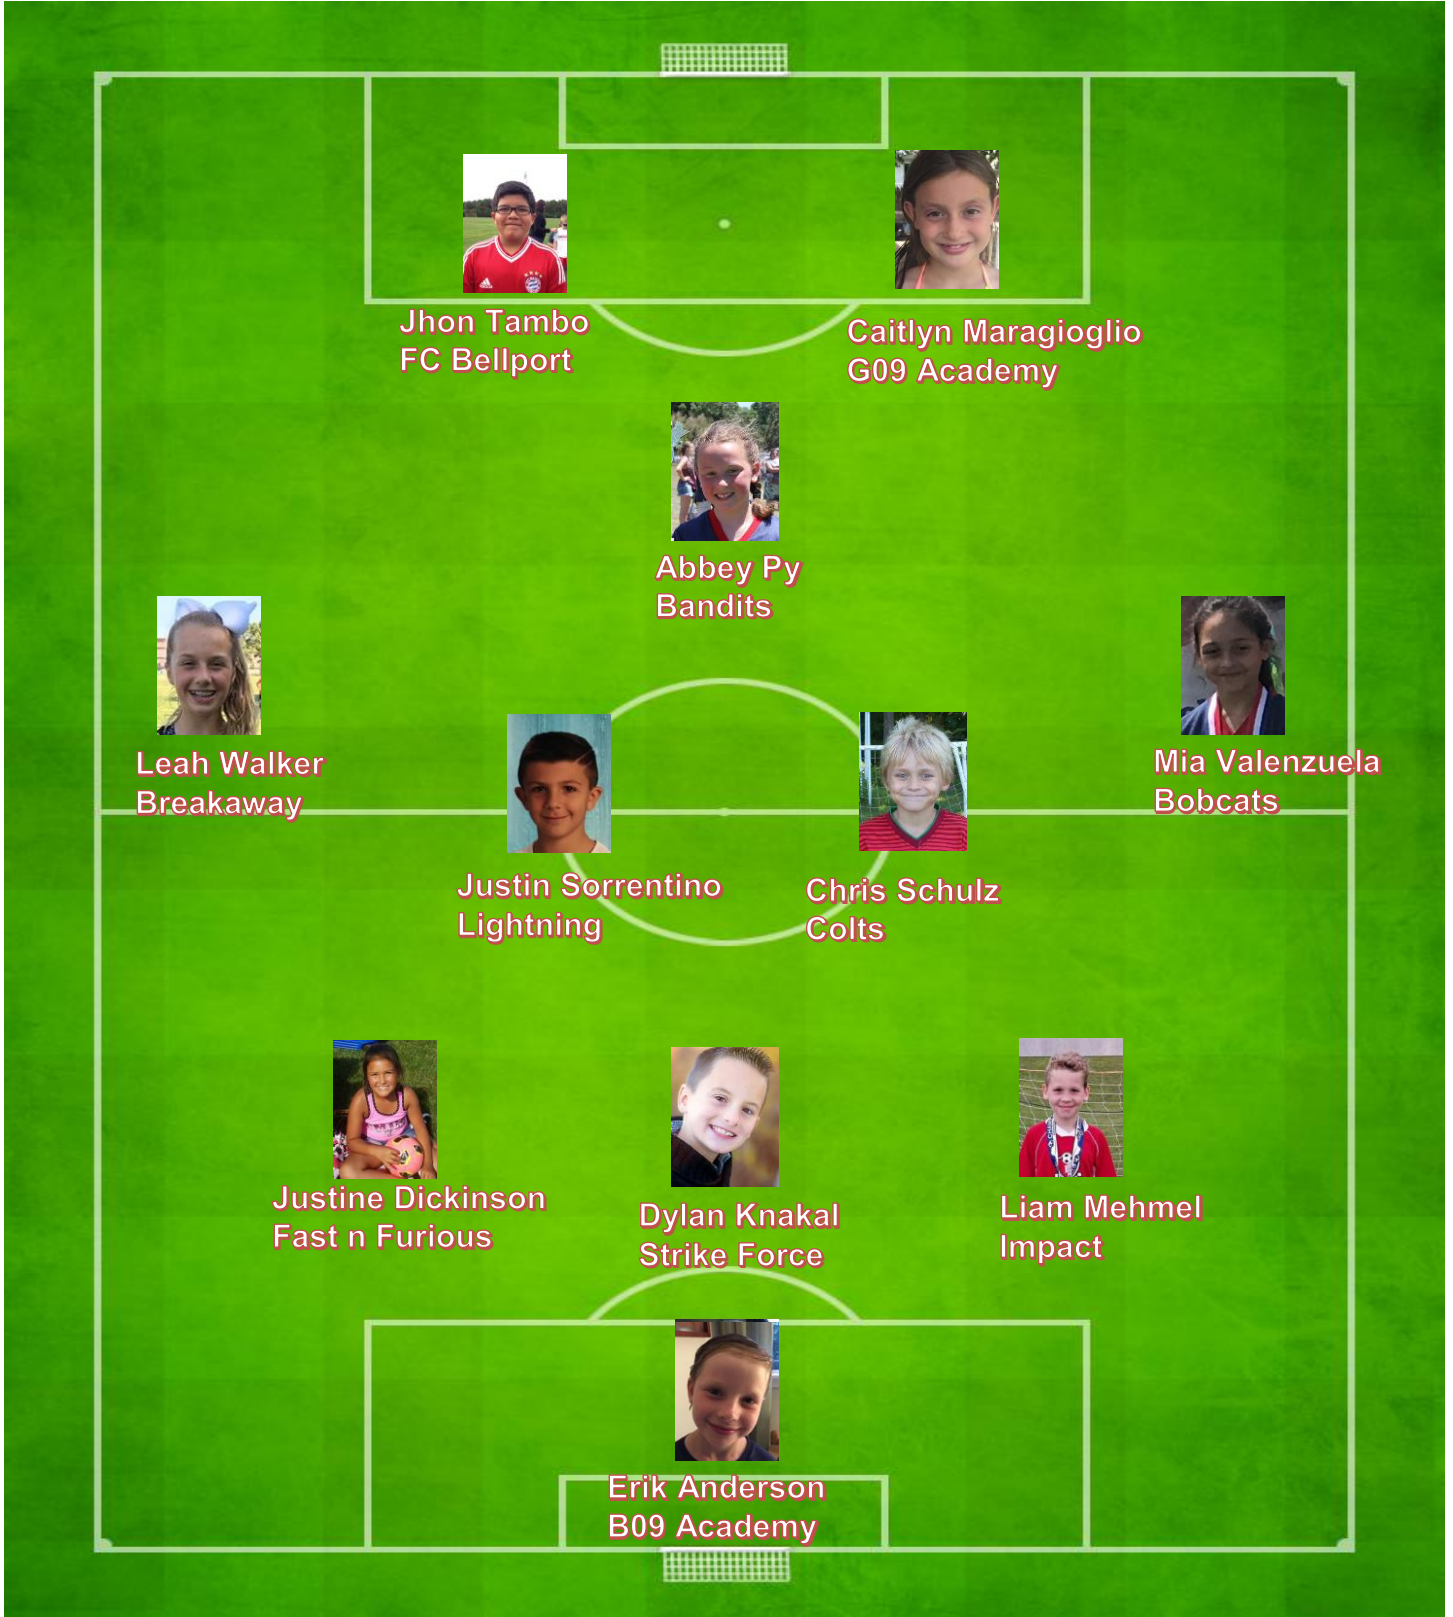 Jhon Tambo
FC Bellport
Caitlyn Maragioglio
G09 Academy
Abbey Py
Bandits
Leah Walker
Breakaway
Mia Valenzuela
Bobcats
Justin Sorrentino
Lightning
Chris Schulz
Colts
Justine Dickinson
Fast n Furious
Dylan Knakal
Strike Force
Liam Mehmel
Impact
Erik Anderson
B09 Academy